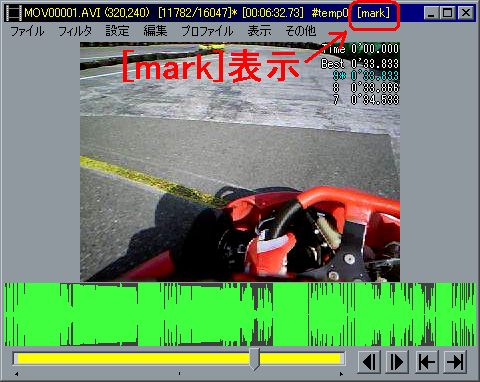 MOV00001.AVI (320,240) [11782/16047]* [00:06:32.73] #temp0 [mark]
ファイル フィルタ 設定 編集 プロファイル 表示 その他
[mark]表示
Time 0'00.000
Best 0'33.833
9* 0'33.833
8 0'33.866
7 0'34.533